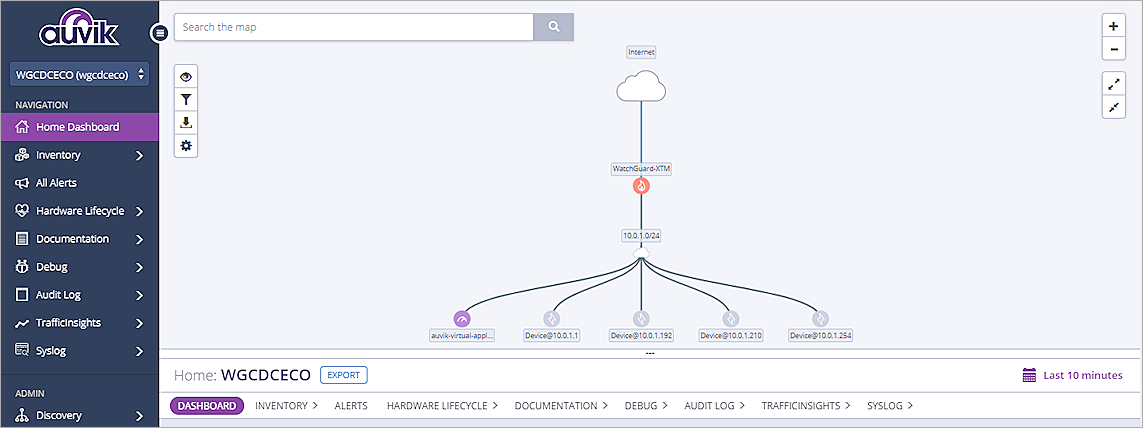 auvik
Search the map
WGCDCECO (wgcdceco)
NAVIGATION
Home Dashboard
Inventory
All Alerts
Hardware Lifecycle
Documentation
Debug
Audit Log
TrafficInsights
Syslog
ADMIN
Discovery
Internet
WatchGuard-XTM
10.0.1.0/24
auvik-virtual-appl...
Device@10.0.1.1
Device@10.0.1.192
Device@10.0.1.210
Device@10.0.1.254
Home: WGCDCECO EXPORT Last 10 minutes
DASHBOARD INVENTORY ALERTS HARDWARE LIFECYCLE DOCUMENTATION DEBUG AUDIT LOG TRAFFICINSIGHTS SYSLOG